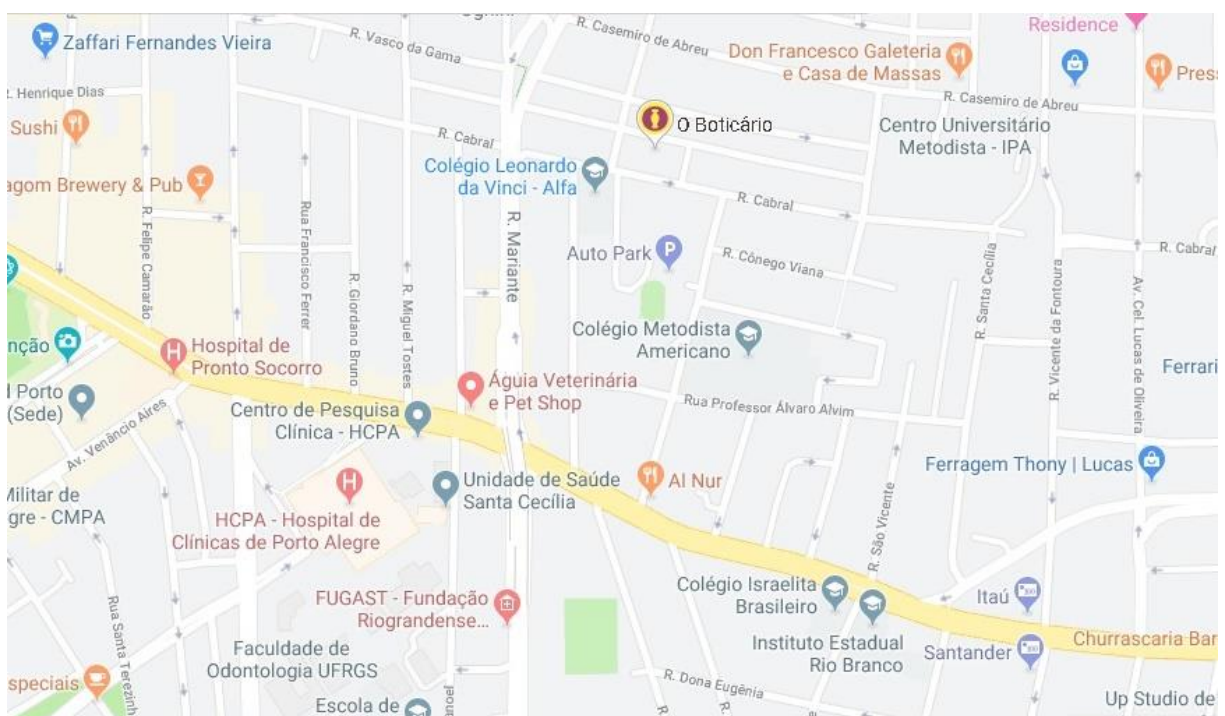 Residence
Zaffari Fernandes Vieira
R. Vasco da Gama
R. Casemiro de Abreu
Don Francesco Galeteria
e Casa de Massas
R. Henrique Dias
R. Casemiro de Abreu
Sushi
R. Cabral
O Boticário
Centro Universitário
Metodista - IPA
Colégio Leonardo
da Vinci - Alfa
agom Brewery & Pub
R. Cabral
R. Felipe Camarão
Rua Francisco Ferrer
R. Giordano Bruno
R. Miguel Tostes
R. Mariante
Auto Park
R. Cônego Viana
R. Santa Cecília
R. Vicente da Fontoura
R. Cabral
Av. Cel. Lucas de Oliveira
nção
Hospital de
Pronto Socorro
Colégio Metodista
Americano
Ferrari
Porto
(Sede)
Águia Veterinária
e Pet Shop
Av. Venâncio Aires
Centro de Pesquisa
Clínica - HCPA
Rua Professor Álvaro Alvim
Ferragem Thony | Lucas
Militar de
gre - CMPA
HCPA - Hospital de
Clínicas de Porto Alegre
Unidade de Saúde
Santa Cecília
Al Nur
R. São Vicente
Rua Santa Terezinh
FUGAST - Fundação
Riograndense...
Colégio Israelita
Brasileiro
Itaú
Instituto Estadual
Rio Branco
Santander
Churrascaria Bar
Faculdade de
Odontologia UFRGS
R. Dona Eugênia
speciais
Escola de
Up Studio de